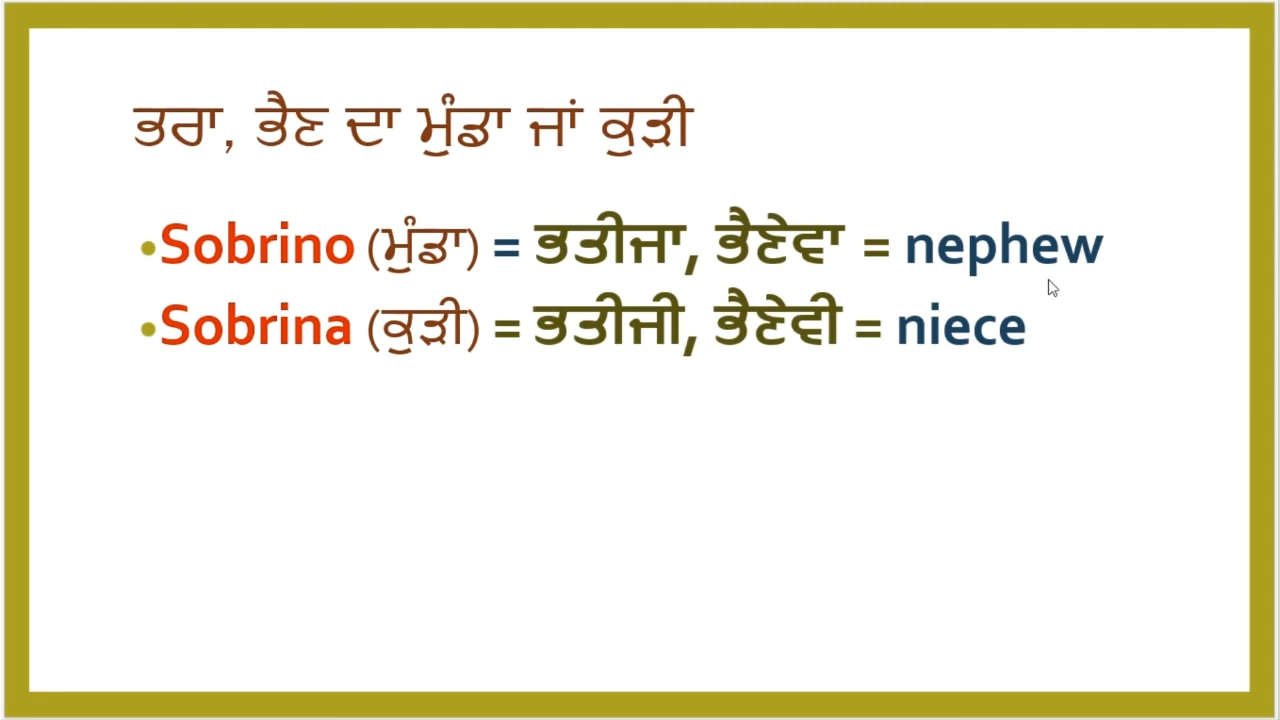 ਭਰਾ, ਭੈਣ ਦਾ ਮੁੰਡਾ ਜਾਂ ਕੁੜੀ
•Sobrino (ਮੁੰਡਾ) = ਭਤੀਜਾ, ਭੈਣੇਵਾ = nephew
•Sobrina (ਕੁੜੀ) = ਭਤੀਜੀ, ਭੈਣੇਵੀ = niece